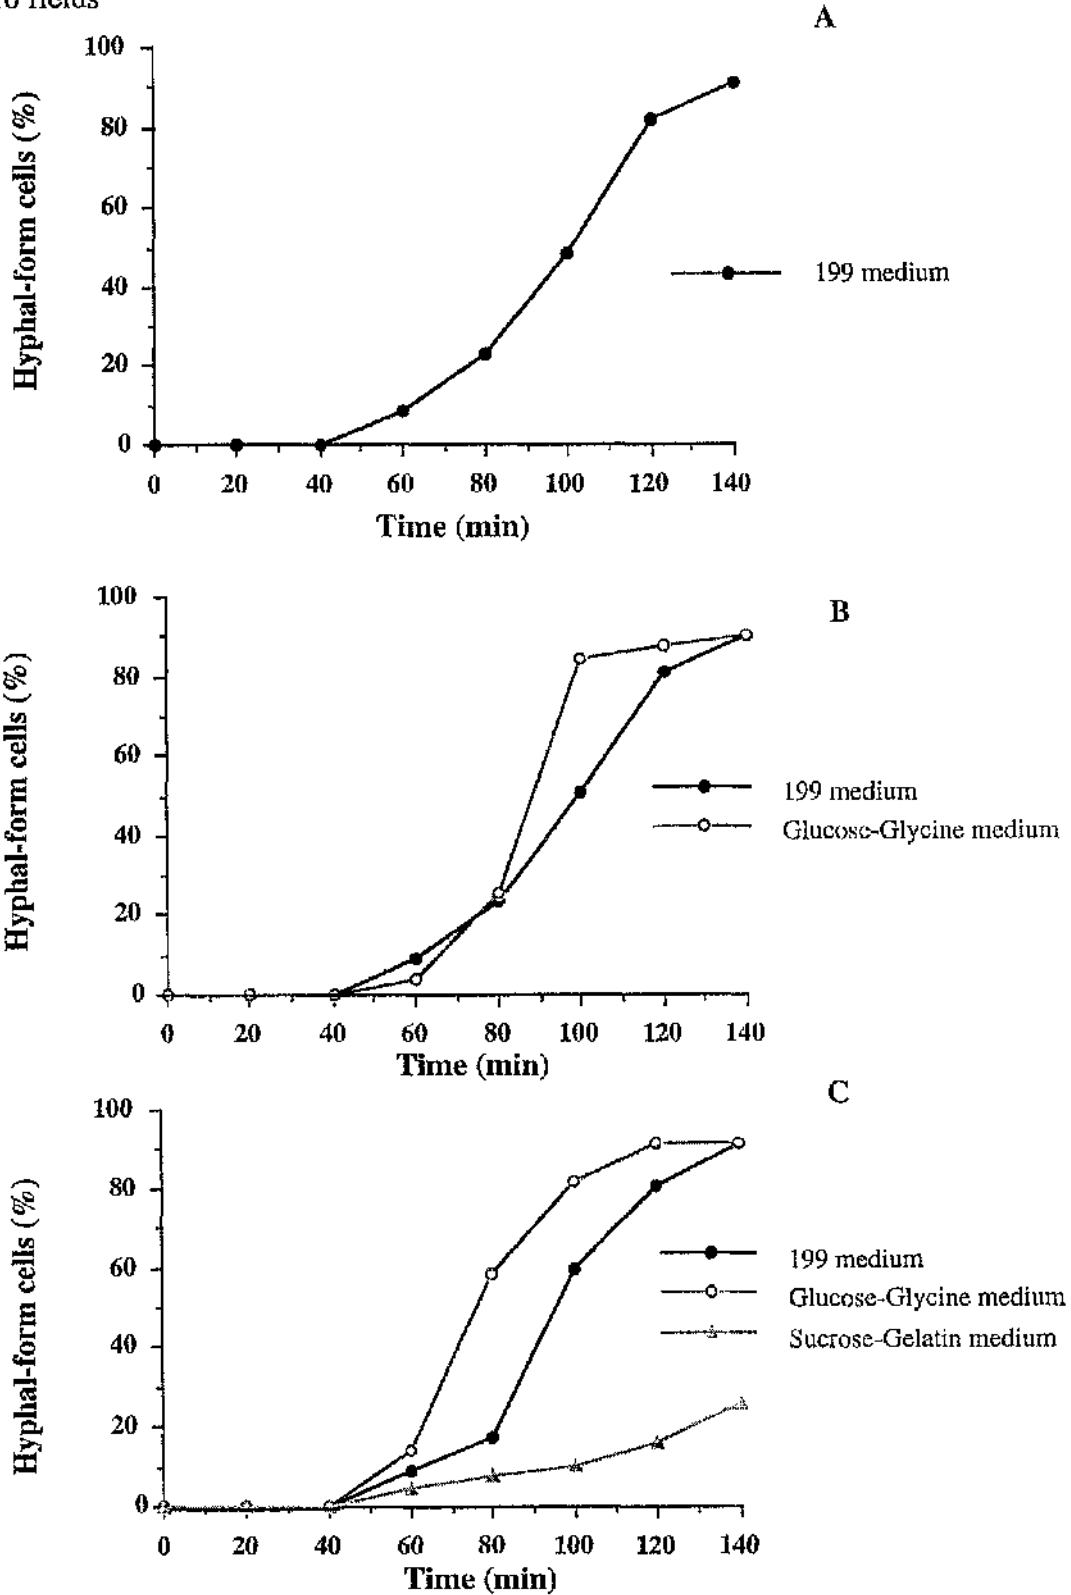 10 fields
A
100
80
60
40
20
0
Hyphal-form cells (%)
199 medium
0 20 40 60 80 100 120 140
Time (min)
B
100
80
60
40
20
0
Hyphal-form cells (%)
199 medium
Glucose-Glycine medium
0 20 40 60 80 100 120 140
Time (min)
C
100
80
60
40
20
0
Hyphal-form cells (%)
199 medium
Glucose-Glycine medium
Sucrose-Gelatin medium
0 20 40 60 80 100 120 140
Time (min)